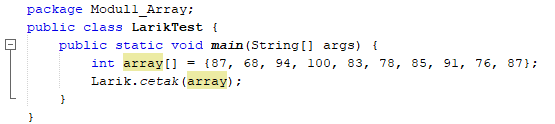 package Modul1_Array;
public class LarikTest {
    public static void main(String[] args) {
        int array[] = {87, 68, 94, 100, 83, 78, 85, 91, 76, 87};
        Larik.cetak(array);
    }
}